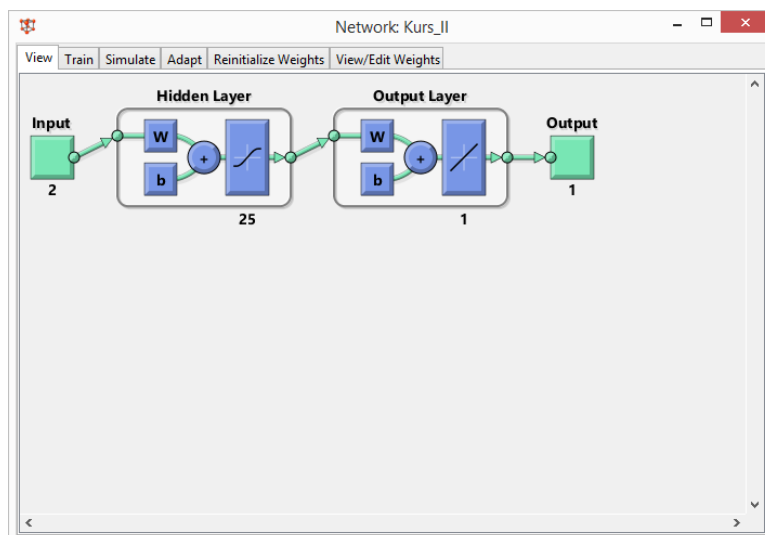 Network: Kurs_II
View Train Simulate Adapt Reinitialize Weights View/Edit Weights
Hidden Layer Output Layer
Input Output
W b + W b +
2 25 1 1